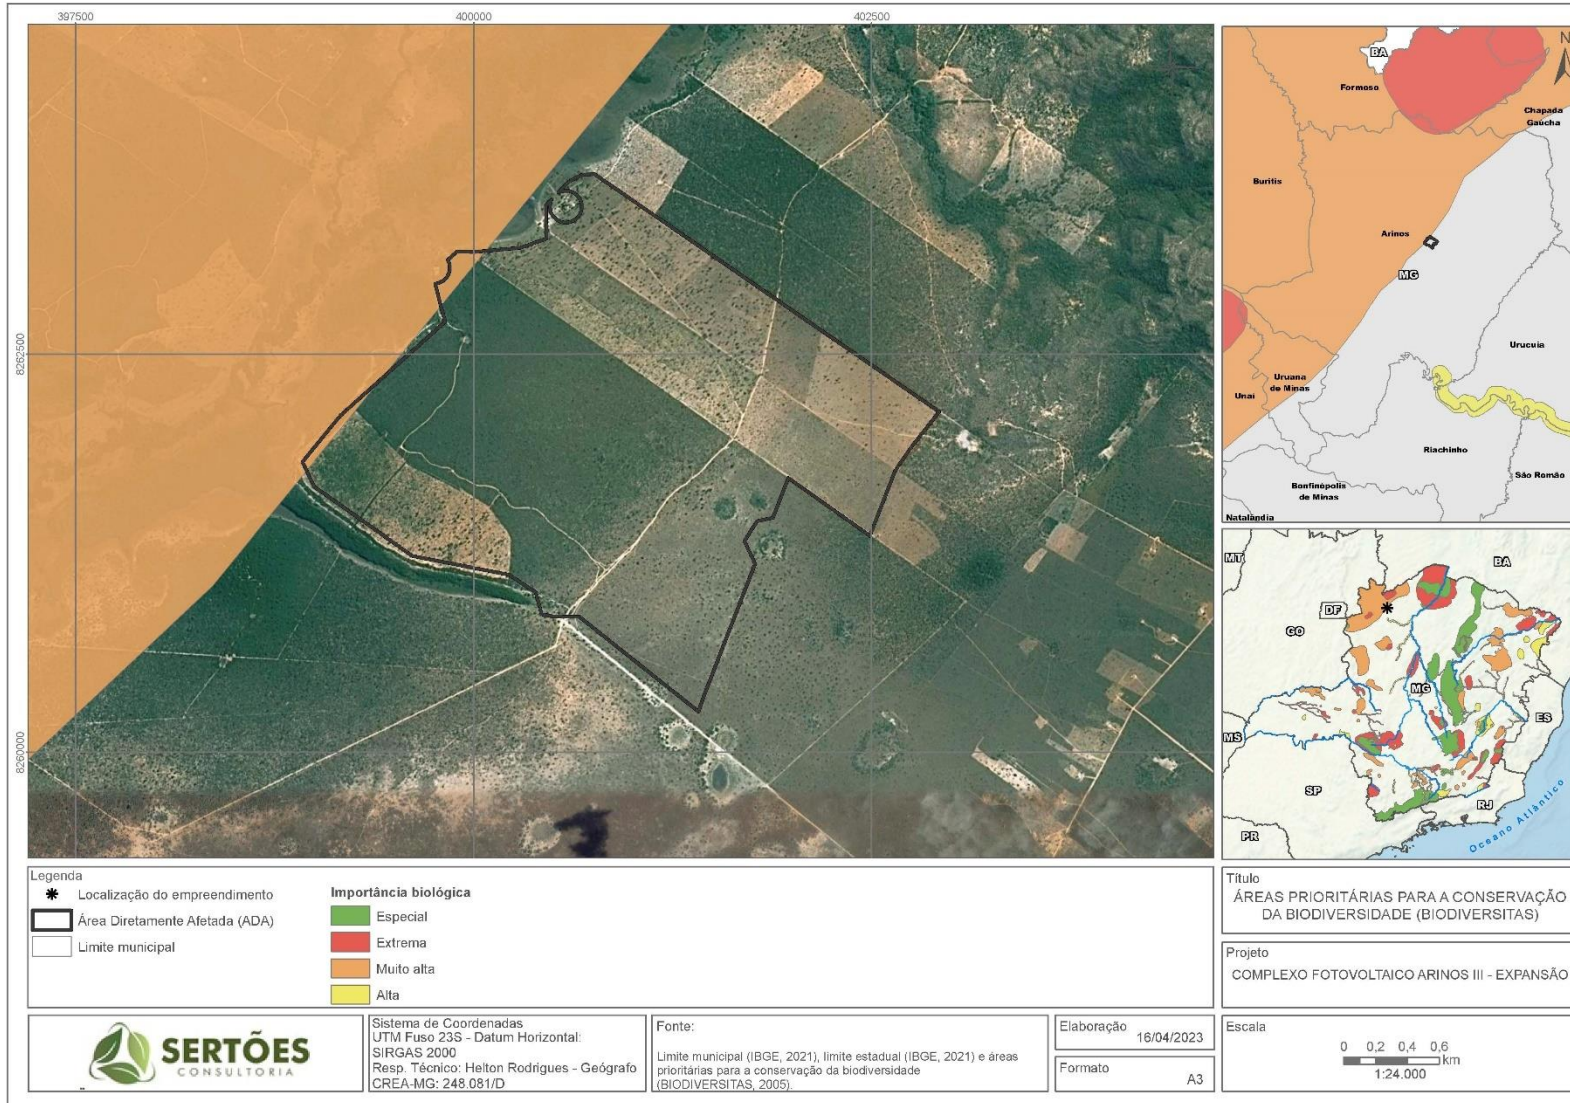 397500
400000
402500
8262500
8260000
N
BA
Formoso
Chapada
Gaúcha
Buritis
Arinos
MG
Urucuia
Uruana
de Minas
Unaí
Riachinho
São Romão
Bonfinópolis
de Minas
Natalândia
MT
BA
DF
GO
MG
ES
MS
SP
RJ
PR
Oceano Atlântico
Legenda
Localização do empreendimento
Área Diretamente Afetada (ADA)
Limite municipal
Importância biológica
Especial
Extrema
Muito alta
Alta
Título
ÁREAS PRIORITÁRIAS PARA A CONSERVAÇÃO
DA BIODIVERSIDADE (BIODIVERSITAS)
Projeto
COMPLEXO FOTOVOLTAICO ARINOS III - EXPANSÃO
SERTÕES
CONSULTORIA
Sistema de Coordenadas
UTM Fuso 23S - Datum Horizontal:
SIRGAS 2000
Resp. Técnico: Helton Rodrigues - Geógrafo
CREA-MG: 248.081/D
Fonte:
Limite municipal (IBGE, 2021), limite estadual (IBGE, 2021) e áreas
prioritárias para a conservação da biodiversidade
(BIODIVERSITAS, 2005).
Elaboração
16/04/2023
Formato
A3
Escala
0 0,2 0,4 0,6
km
1:24.000